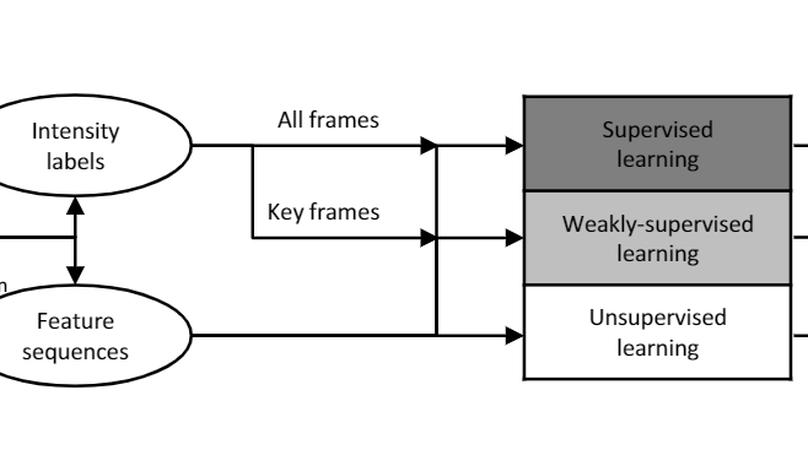 Intensity
labels
All frames
Key frames
Feature
sequences
Supervised
learning
Weakly-supervised
learning
Unsupervised
learning